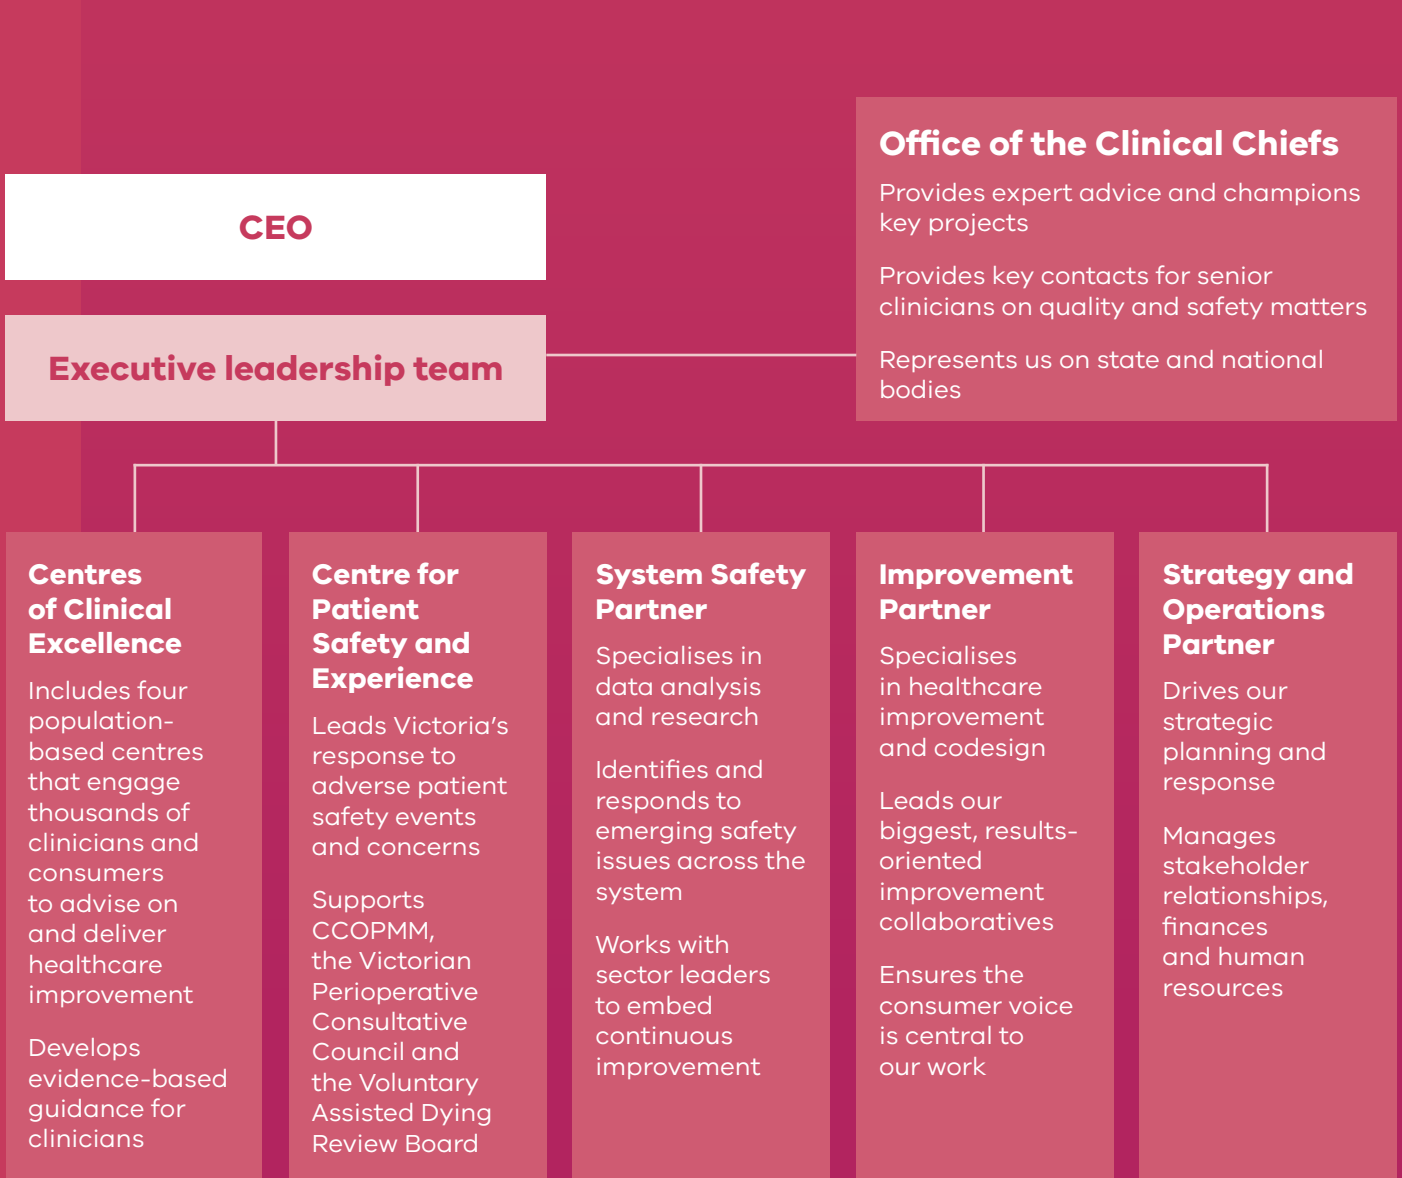 CEO
Executive leadership team
Office of the Clinical Chiefs
Provides expert advice and champions
key projects
Provides key contacts for senior
clinicians on quality and safety matters
Represents us on state and national
bodies
Centres
of Clinical
Excellence
Includes four
population-
based centres
that engage
thousands of
clinicians and
consumers
to advise on
and deliver
healthcare
improvement
Develops
evidence-based
guidance for
clinicians
Centre for
Patient
Safety and
Experience
Leads Victoria’s
response to
adverse patient
safety events
and concerns
Supports
CCOPMM,
the Victorian
Perioperative
Consultative
Council and
the Voluntary
Assisted Dying
Review Board
System Safety
Partner
Specialises in
data analysis
and research
Identifies and
responds to
emerging safety
issues across the
system
Works with
sector leaders
to embed
continuous
improvement
Improvement
Partner
Specialises
in healthcare
improvement
and codesign
Leads our
biggest, results-
oriented
improvement
collaboratives
Ensures the
consumer voice
is central to
our work
Strategy and
Operations
Partner
Drives our
strategic
planning and
response
Manages
stakeholder
relationships,
finances
and human
resources